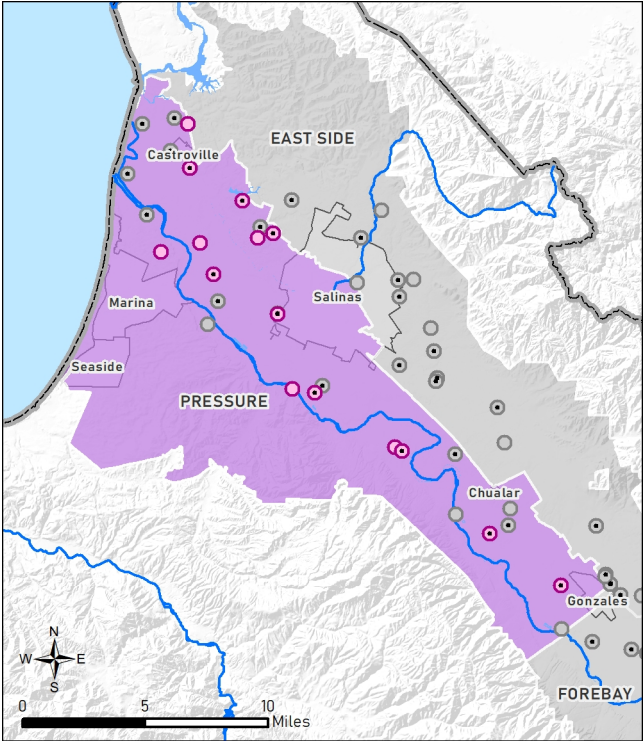 EAST SIDE
Castroville
Salinas
Marina
Seaside
PRESSURE
Chualar
Gonzales
N
W E
S
FOREBAY
0 5 10
Miles